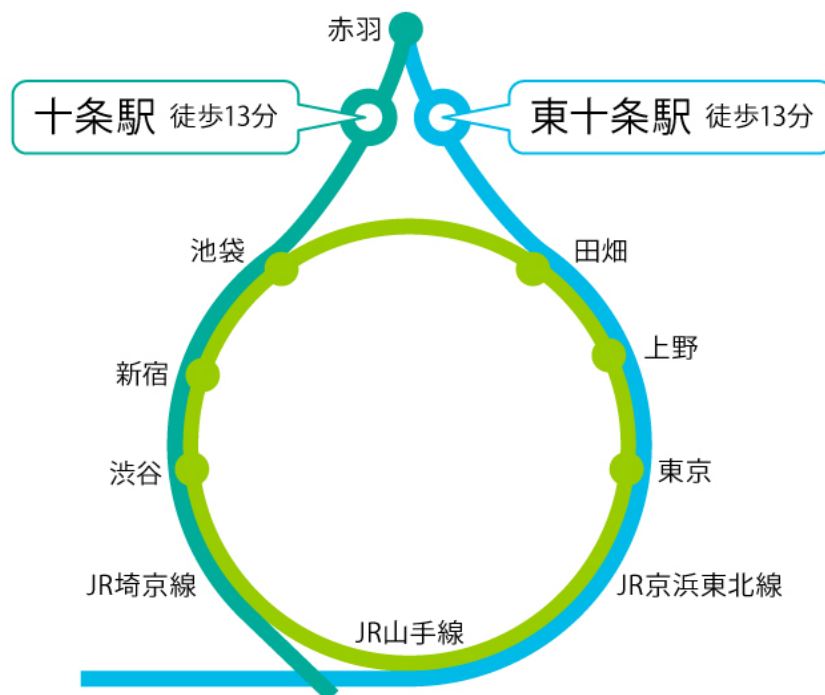 赤羽
十条駅 徒歩13分
東十条駅 徒歩13分
池袋
田畑
新宿
上野
渋谷
東京
JR埼京線
JR京浜東北線
JR山手線